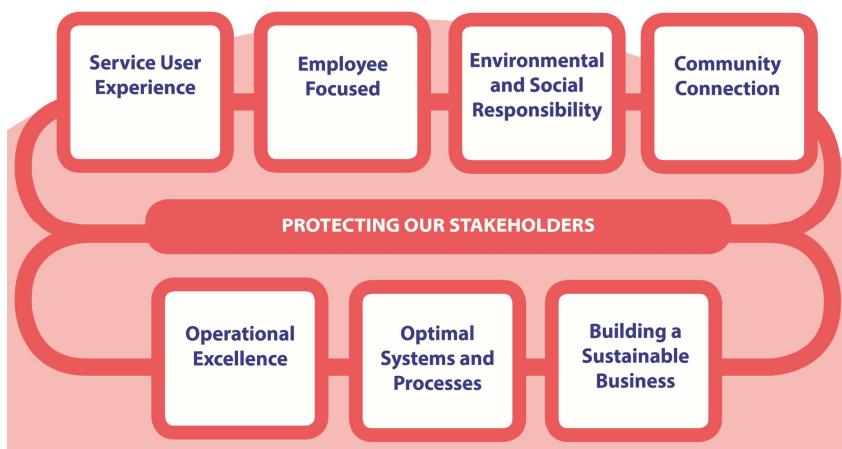 Service User
Experience
Employee
Focused
Environmental
and Social
Responsibility
Community
Connection
PROTECTING OUR STAKEHOLDERS
Operational
Excellence
Optimal
Systems and
Processes
Building a
Sustainable
Business